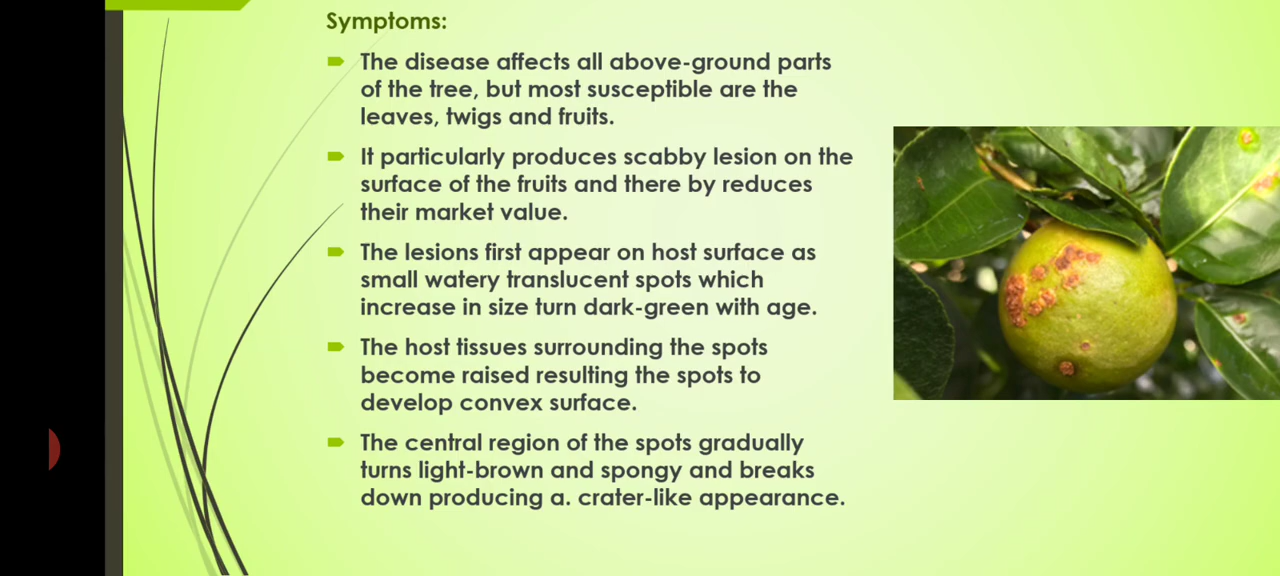 Symptoms:
The disease affects all above-ground parts
of the tree, but most susceptible are the
leaves, twigs and fruits.
It particularly produces scabby lesion on the
surface of the fruits and there by reduces
their market value.
The lesions first appear on host surface as
small watery translucent spots which
increase in size turn dark-green with age.
The host tissues surrounding the spots
become raised resulting the spots to
develop convex surface.
The central region of the spots gradually
turns light-brown and spongy and breaks
down producing a. crater-like appearance.